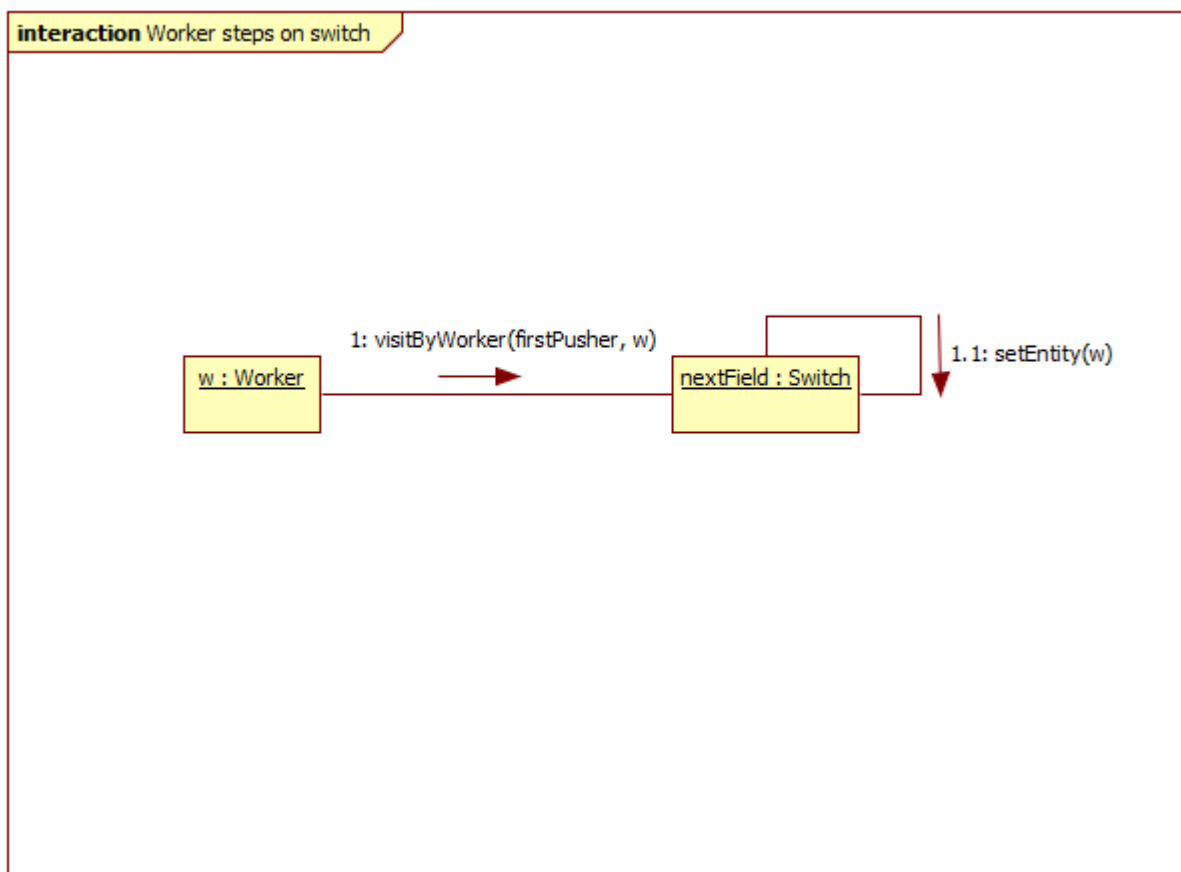 interaction Worker steps on switch
1: visitByWorker(firstPusher, w)
w : Worker
nextField : Switch
1.1: setEntity(w)